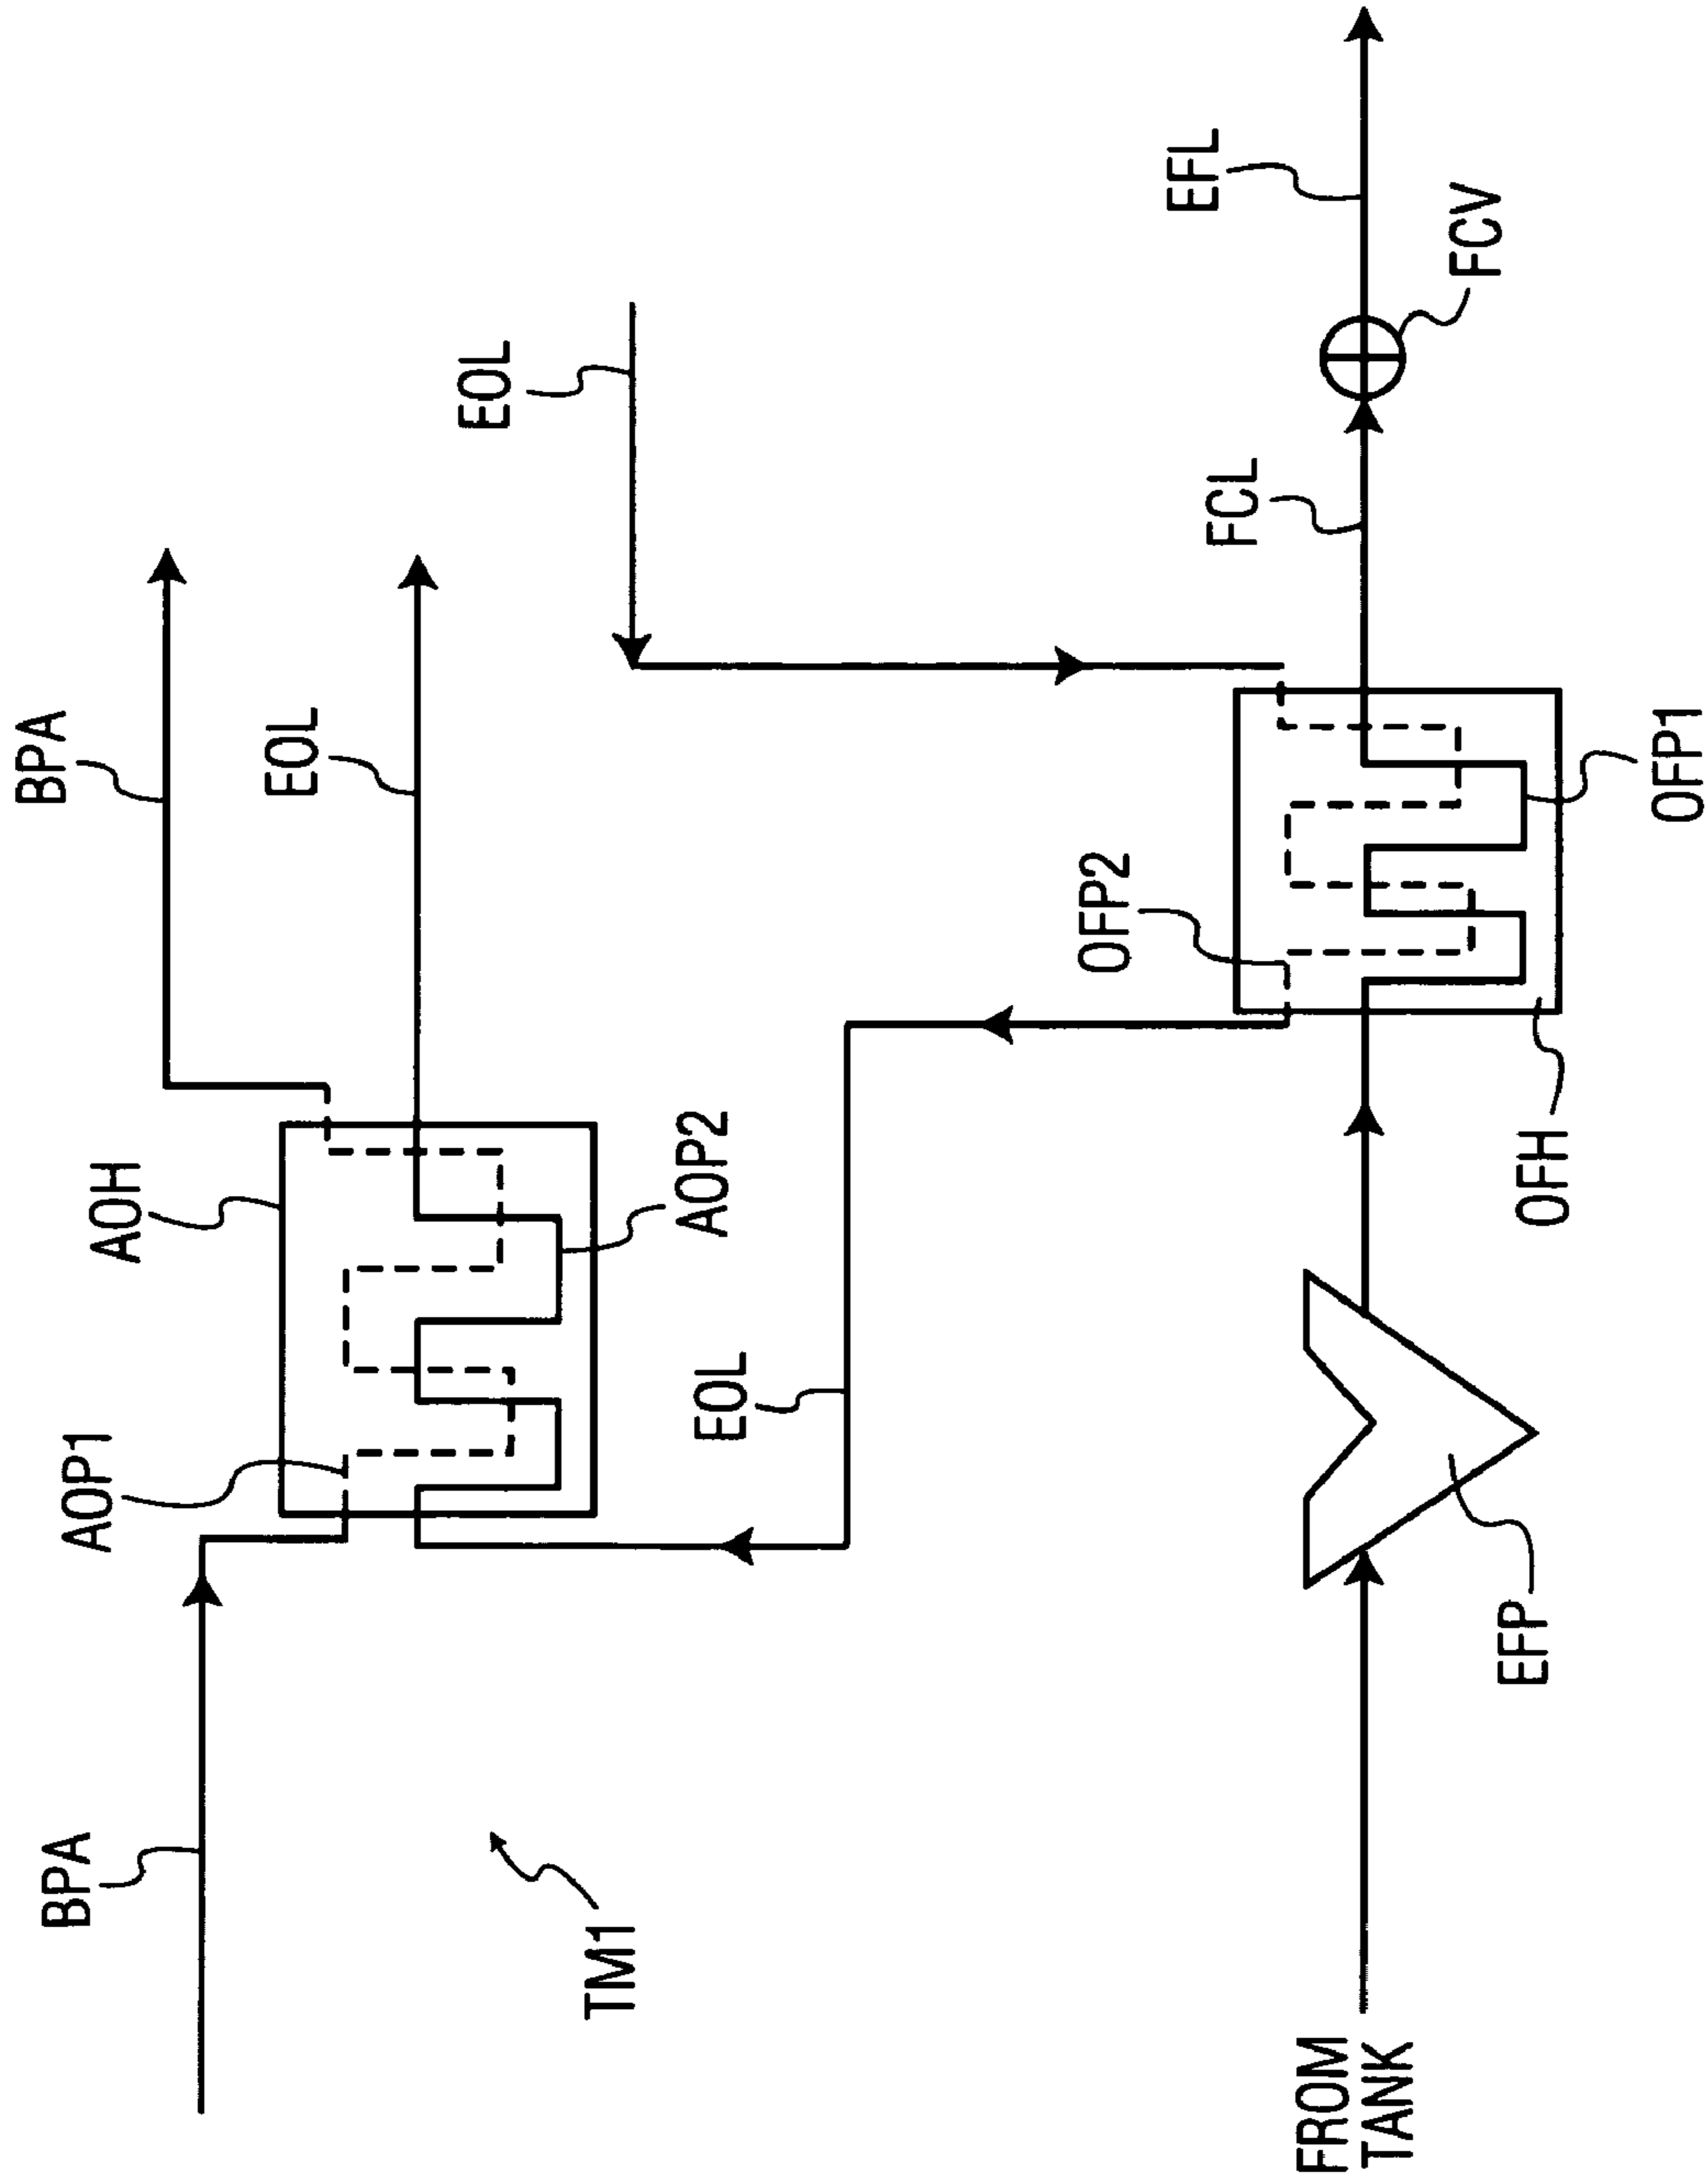 BPA
BPA
AOP1
AOH
EOL
EOL
TM1
AOP2
EOL
OFP2
EFL
FCL
FROM
TANK
FCV
EFP
OFH
OFP1